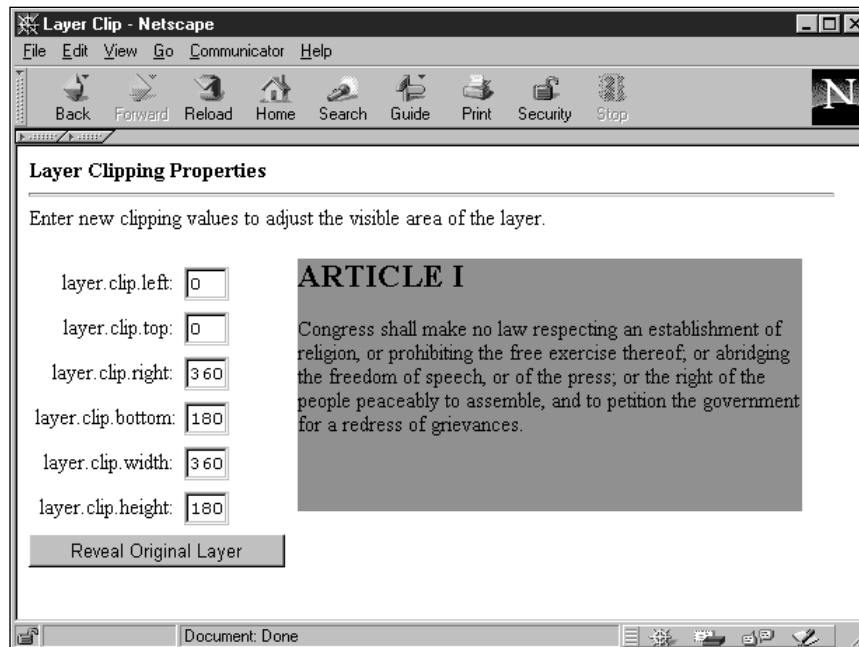 Layer Clip - Netscape
File Edit View Go Communicator Help
N
Back Forward Reload Home Search Guide Print Security Stop
Layer Clipping Properties
Enter new clipping values to adjust the visible area of the layer.
layer.clip.left: 0
layer.clip.top: 0
layer.clip.right: 360
layer.clip.bottom: 180
layer.clip.width: 360
layer.clip.height: 180
Reveal Original Layer
ARTICLE I
Congress shall make no law respecting an establishment of
religion, or prohibiting the free exercise thereof; or abridging
the freedom of speech, or of the press; or the right of the
people peaceably to assemble, and to petition the government
for a redress of grievances.
Document: Done